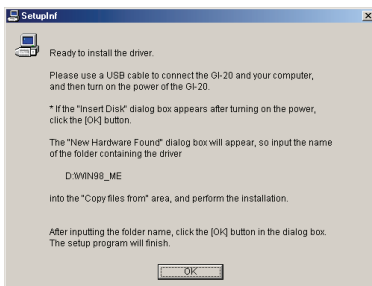 SetupInf
Ready to install the driver.
Please use a USB cable to connect the GI-20 and your computer,
and then turn on the power of the GI-20.
* If the "Insert Disk" dialog box appears after turning on the power,
click the [OK] button.
The "New Hardware Found" dialog box will appear, so input the name
of the folder containing the driver
D:\WIN98_ME
into the "Copy files from" area, and perform the installation.
After inputting the folder name, click the [OK] button in the dialog box.
The setup program will finish.
OK